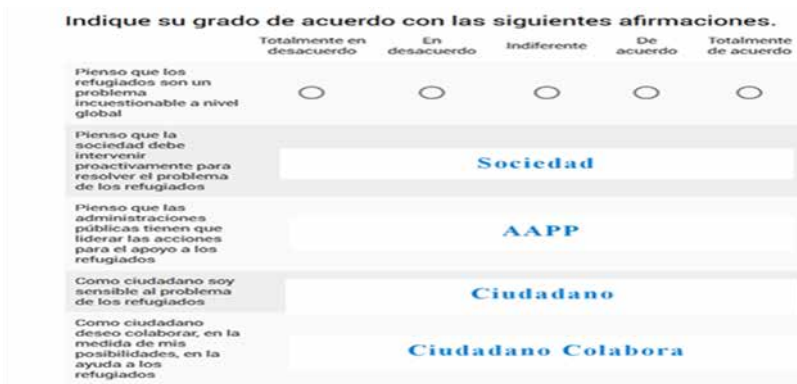 Indique su grado de acuerdo con las siguientes afirmaciones.
Totalmente en desacuerdo En desacuerdo Indiferente De acuerdo Totalmente de acuerdo
Pienso que los
refugiados son un
problema
incuestionable a nivel
global
Pienso que la
sociedad debe
intervenir
proactivamente para
resolver el problema
de los refugiados
Sociedad
Pienso que las
administraciones
públicas tienen que
liderar las acciones
para el apoyo a los
refugiados
AAPP
Como ciudadano soy
sensible al problema
de los refugiados
Ciudadano
Como ciudadano
deseo colaborar, en la
medida de mis
posibilidades, en la
ayuda a los
refugiados
Ciudadano Colabora